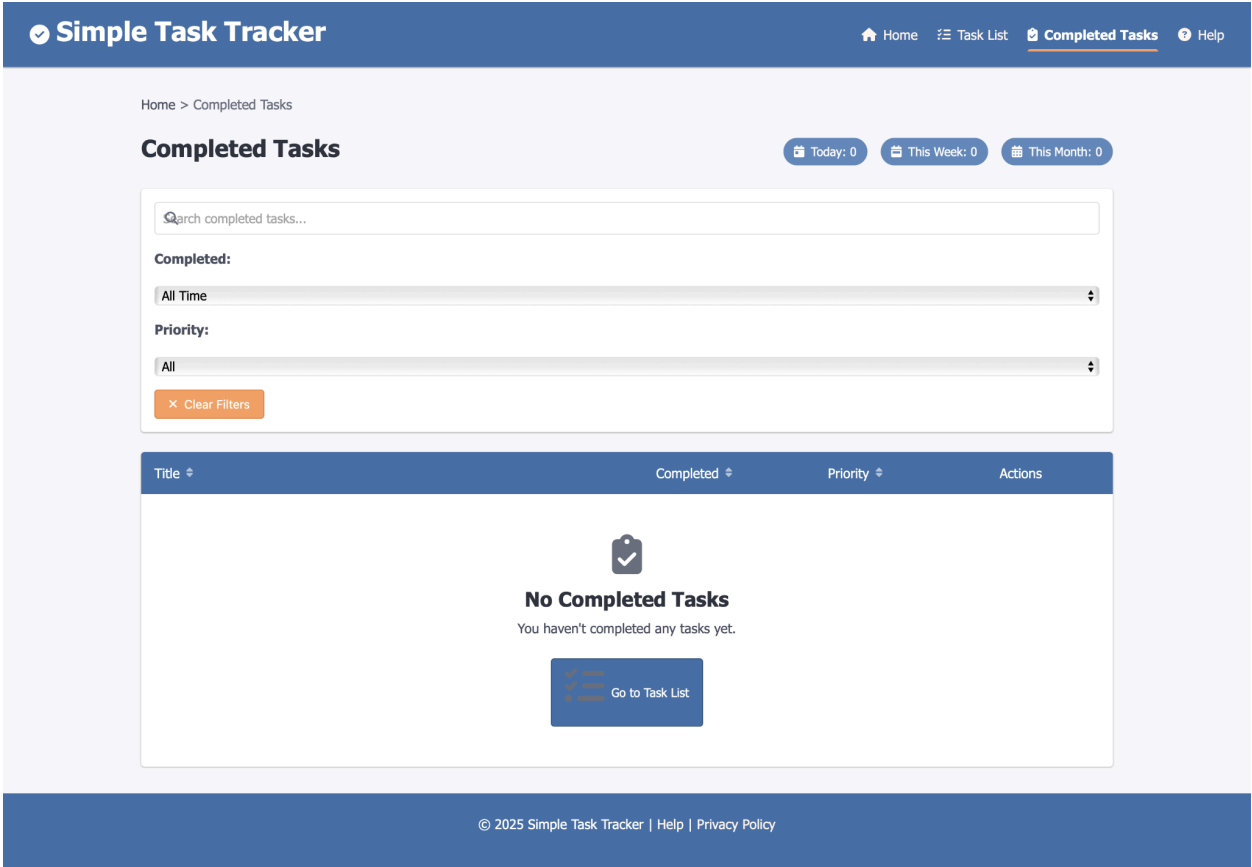 Simple Task Tracker
Home Task List Completed Tasks Help
Home > Completed Tasks
Completed Tasks
Today: 0 This Week: 0 This Month: 0
Search completed tasks...
Completed:
All Time
Priority:
All
× Clear Filters
Title Completed Priority Actions
No Completed Tasks
You haven't completed any tasks yet.
Go to Task List
© 2025 Simple Task Tracker | Help | Privacy Policy